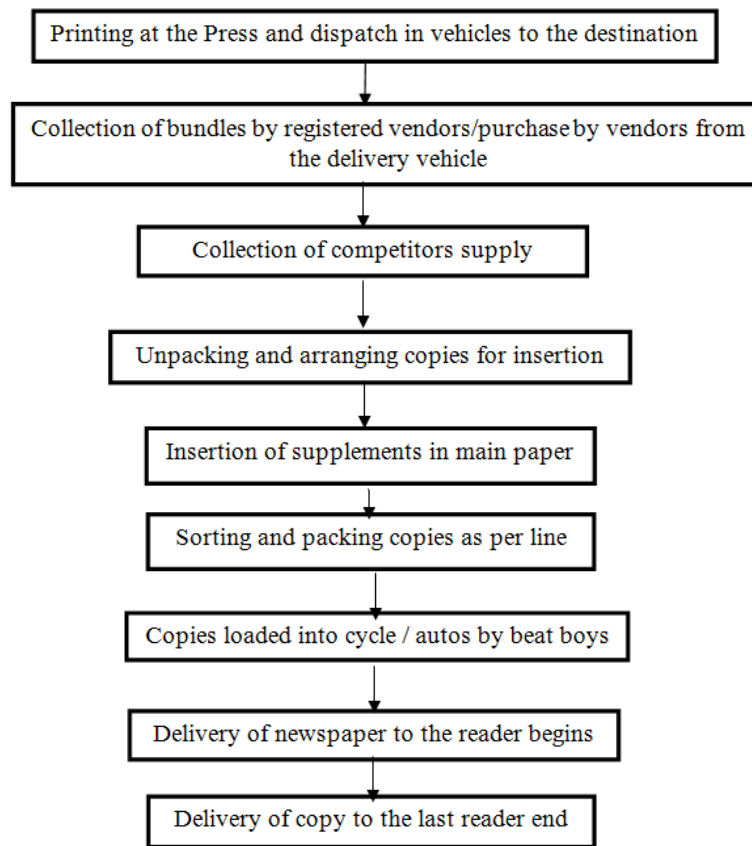 Printing at the Press and dispatch in vehicles to the destination
Collection of bundles by registered vendors/purchase by vendors from
the delivery vehicle
Collection of competitors supply
Unpacking and arranging copies for insertion
Insertion of supplements in main paper
Sorting and packing copies as per line
Copies loaded into cycle / autos by beat boys
Delivery of newspaper to the reader begins
Delivery of copy to the last reader end